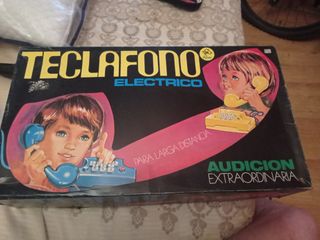 TECLAFONO
ELECTRICO
PARA LARGA DISTANCIA
AUDICION
EXTRAORDINARIA